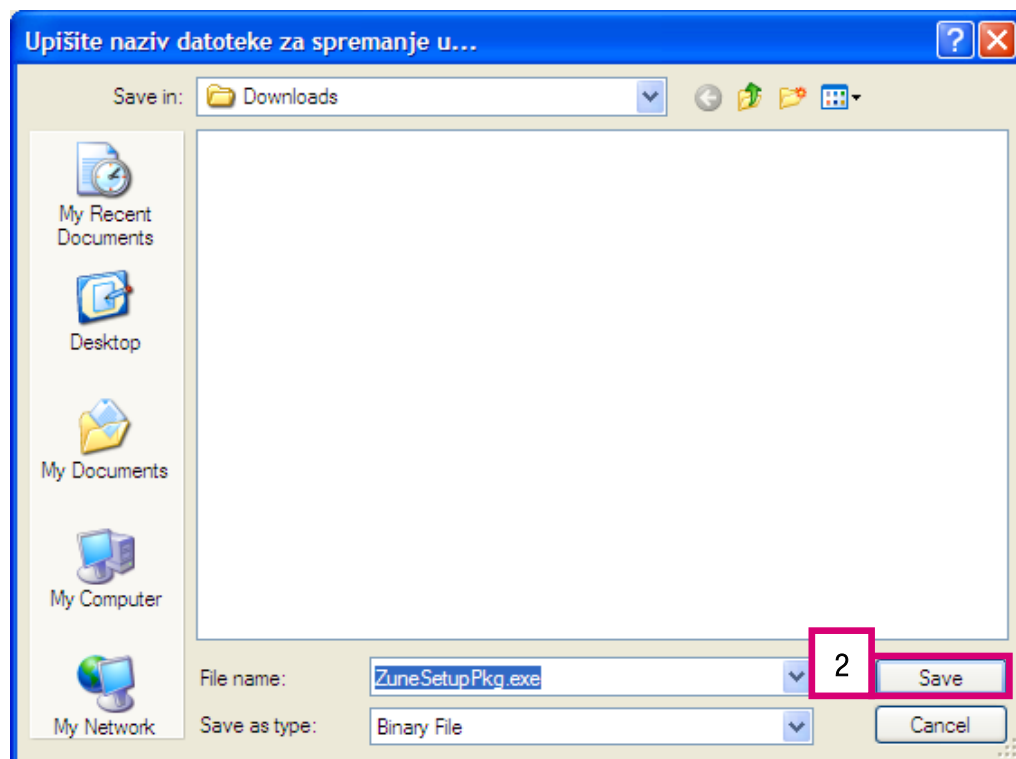 Upišite naziv datoteke za spremanje u...
Save in:
Downloads
My Recent
Documents
Desktop
My Documents
My Computer
My Network
File name:
ZuneSetupPkg.exe
2
Save
Save as type:
Binary File
Cancel